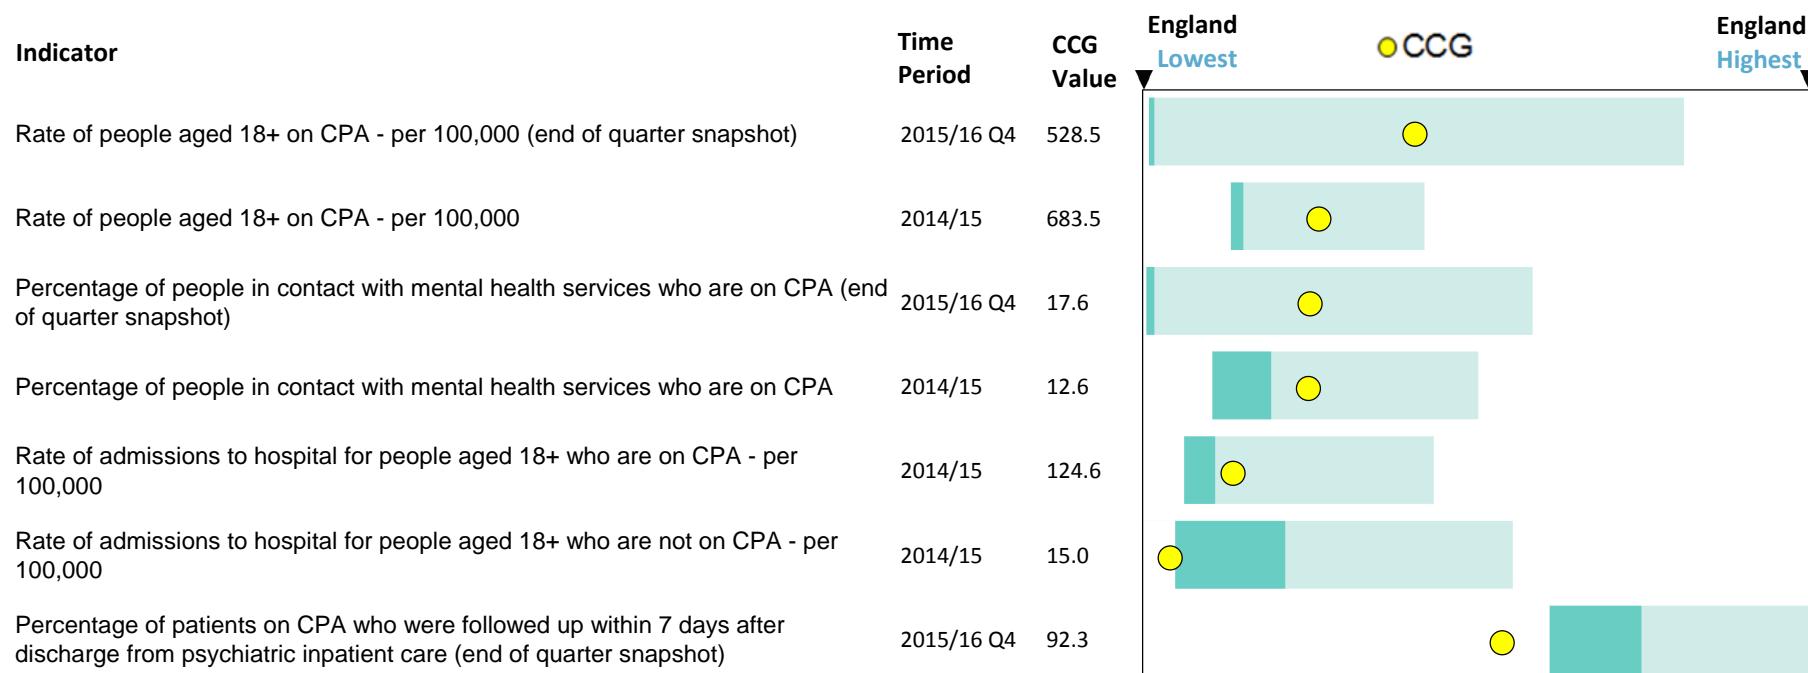 Indicator
Time
Period
CCG
Value
England
Lowest
CCG
England
Highest
Rate of people aged 18+ on CPA - per 100,000 (end of quarter snapshot)
2015/16 Q4
528.5
Rate of people aged 18+ on CPA - per 100,000
2014/15
683.5
Percentage of people in contact with mental health services who are on CPA (end
of quarter snapshot)
2015/16 Q4
17.6
Percentage of people in contact with mental health services who are on CPA
2014/15
12.6
Rate of admissions to hospital for people aged 18+ who are on CPA - per
100,000
2014/15
124.6
Rate of admissions to hospital for people aged 18+ who are not on CPA - per
100,000
2014/15
15.0
Percentage of patients on CPA who were followed up within 7 days after
discharge from psychiatric inpatient care (end of quarter snapshot)
2015/16 Q4
92.3